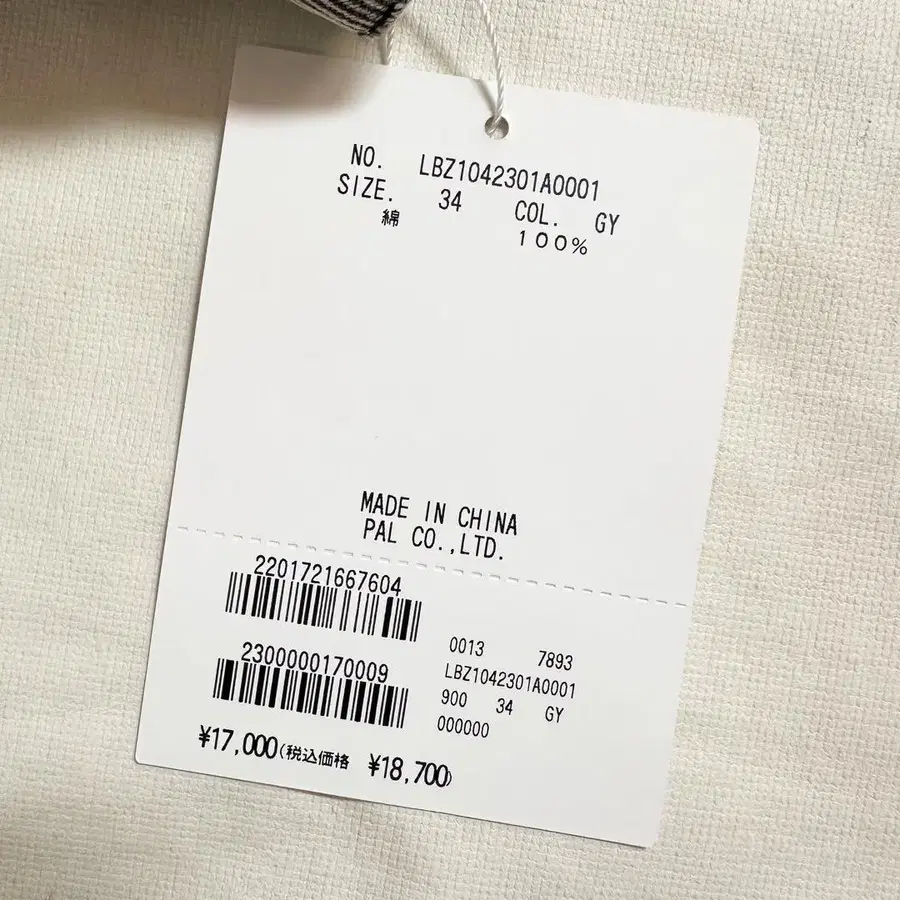 NO. LBZ1042301A0001
SIZE. 34 COL. GY
綿 100%
MADE IN CHINA
PAL CO.,LTD.
2201721667604
2300000170009
0013 7893
LBZ1042301A0001
900 34 GY
000000
¥17,000(税込価格 ¥18,700)